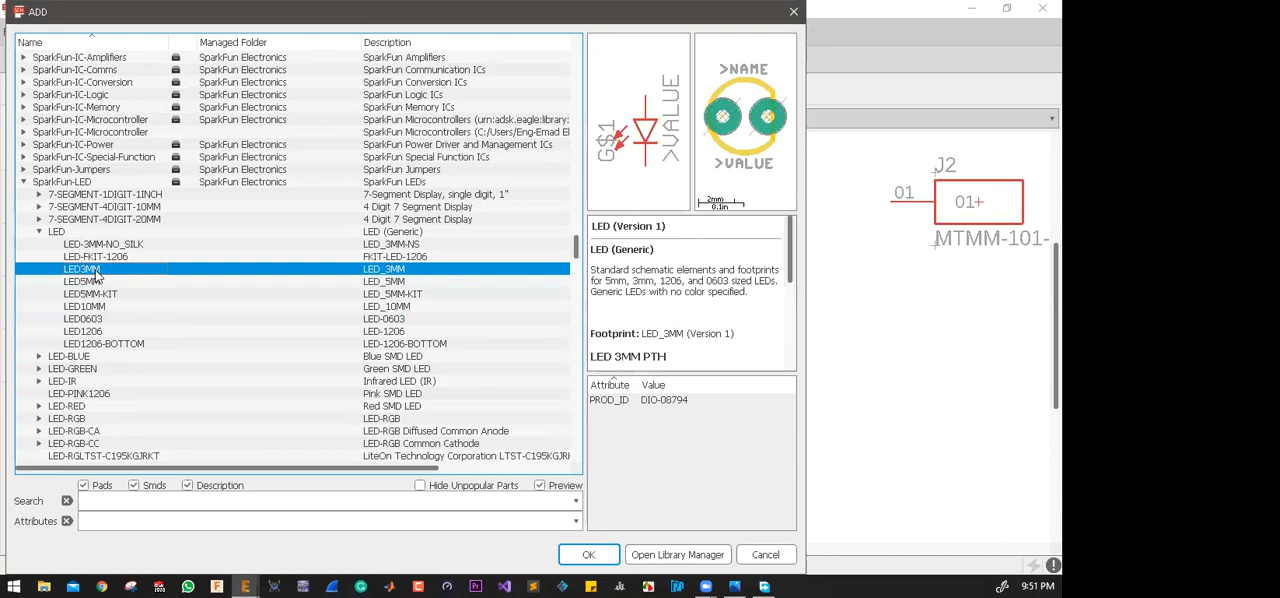 ADD
Name Managed Folder Description
SparkFun-IC-Amplifiers SparkFun Electronics SparkFun Amplifiers
SparkFun-IC-Comms SparkFun Electronics SparkFun Communication ICs
SparkFun-IC-Conversion SparkFun Electronics SparkFun Conversion ICs
SparkFun-IC-Logic SparkFun Electronics SparkFun Logic ICs
SparkFun-IC-Memory SparkFun Electronics SparkFun Memory ICs
SparkFun-IC-Microcontroller SparkFun Electronics SparkFun Microcontrollers (urn:adsk.eagle:library:
SparkFun-IC-Microcontroller SparkFun Microcontrollers (C:/Users/Eng-Emad El
SparkFun-IC-Power SparkFun Electronics SparkFun Power Driver and Management ICs
SparkFun-IC-Special-Function SparkFun Electronics SparkFun Special Function ICs
SparkFun-Jumpers SparkFun Electronics SparkFun Jumpers
SparkFun-LED SparkFun Electronics SparkFun LEDs
7-SEGMENT-1DIGIT-1INCH 7-Segment Display, single digit, 1"
7-SEGMENT-4DIGIT-10MM 4 Digit 7 Segment Display
7-SEGMENT-4DIGIT-20MM 4 Digit 7 Segment Display
LED LED (Generic)
LED-3MM-NO_SILK LED_3MM-NS
LED-FKIT-1206 FKIT-LED-1206
LED3MM LED_3MM
LED5MM LED_5MM
LED5MM-KIT LED_5MM-KIT
LED10MM LED_10MM
LED0603 LED-0603
LED1206 LED-1206
LED1206-BOTTOM LED-1206-BOTTOM
LED-BLUE Blue SMD LED
LED-GREEN Green SMD LED
LED-IR Infrared LED (IR)
LED-PINK1206 Pink SMD LED
LED-RED Red SMD LED
LED-RGB LED-RGB
LED-RGB-CA LED-RGB Diffused Common Anode
LED-RGB-CC LED-RGB Common Cathode
LED-RGLTST-C195KGJRKT LiteOn Technology Corporation LTST-C195KGJRK
Pads Smds Description Hide Unpopular Parts Preview
Search
Attributes
G$1
>VALUE
>NAME
>VALUE
2mm
0.1in
LED (Version 1)
LED (Generic)
Standard schematic elements and footprints
for 5mm, 3mm, 1206, and 0603 sized LEDs.
Generic LEDs with no color specified.
Footprint: LED_3MM (Version 1)
LED 3MM PTH
Attribute Value
PROD_ID DIO-08794
OK Open Library Manager Cancel
J2
01 01+
MTMM-101-
9:51 PM